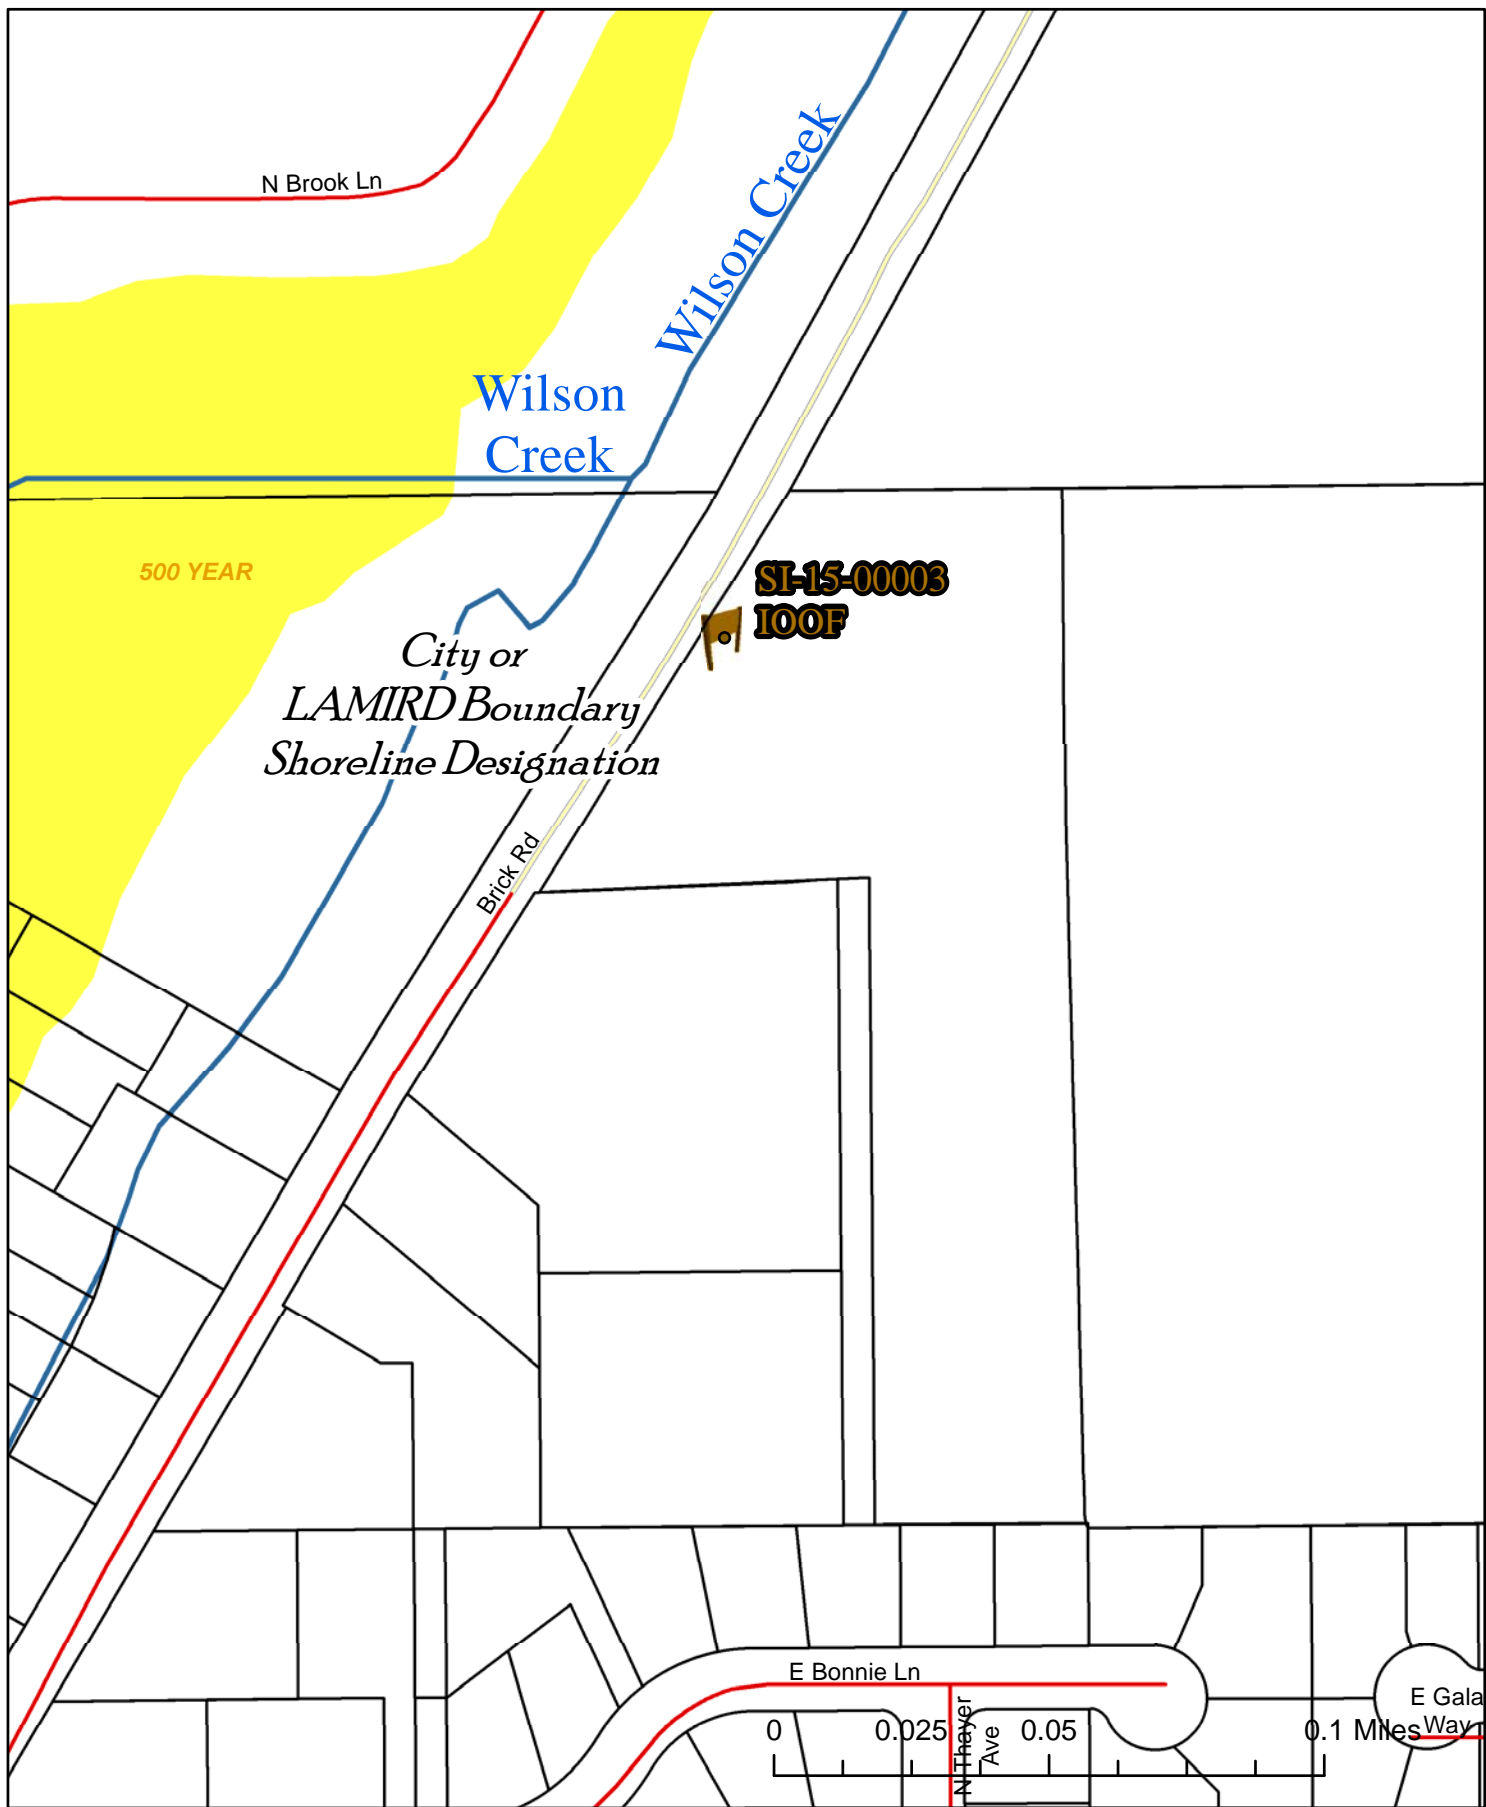 N Brook Ln
Wilson Creek
Wilson
Creek
500 YEAR
SI-15-00003
IOOF
City or
LAMIRD Boundary
Shoreline Designation
Brick Rd
E Bonnie Ln
N Thayer
Ave
E Gala
Way
0 0.025 0.05 0.1 Miles